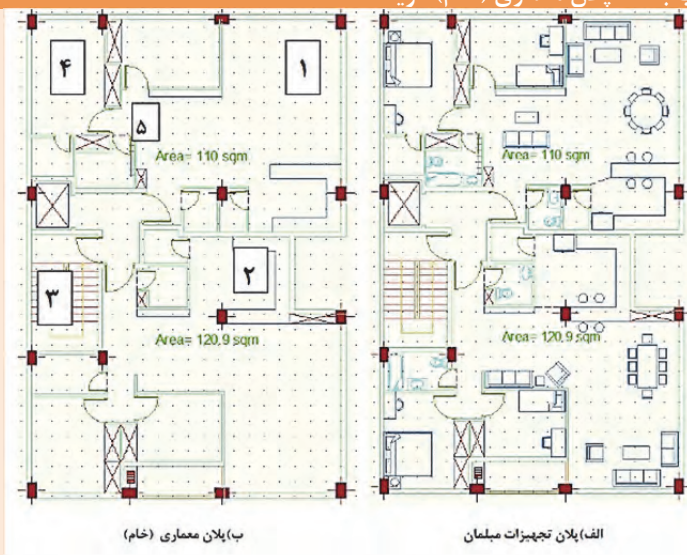 ۴
۱
۵
Area= 110 sqm
Area= 110 sqm
۲
۳
Area= 120.9 sqm
Area= 120.9 sqm
الف)پلان تجهیزات مبلمان
ب)پلان معماری (خام)